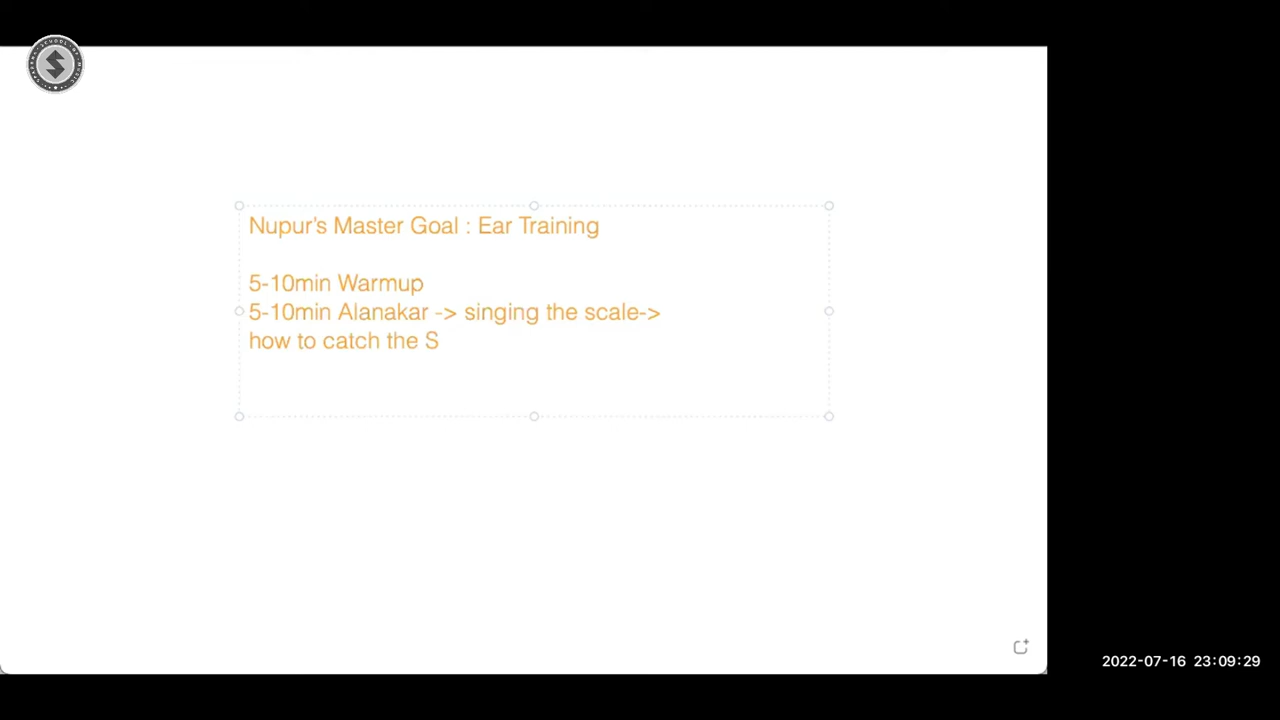 Nupur's Master Goal : Ear Training
5-10min Warmup
5-10min Alanakar -> singing the scale->
how to catch the S
2022-07-16 23:09:29